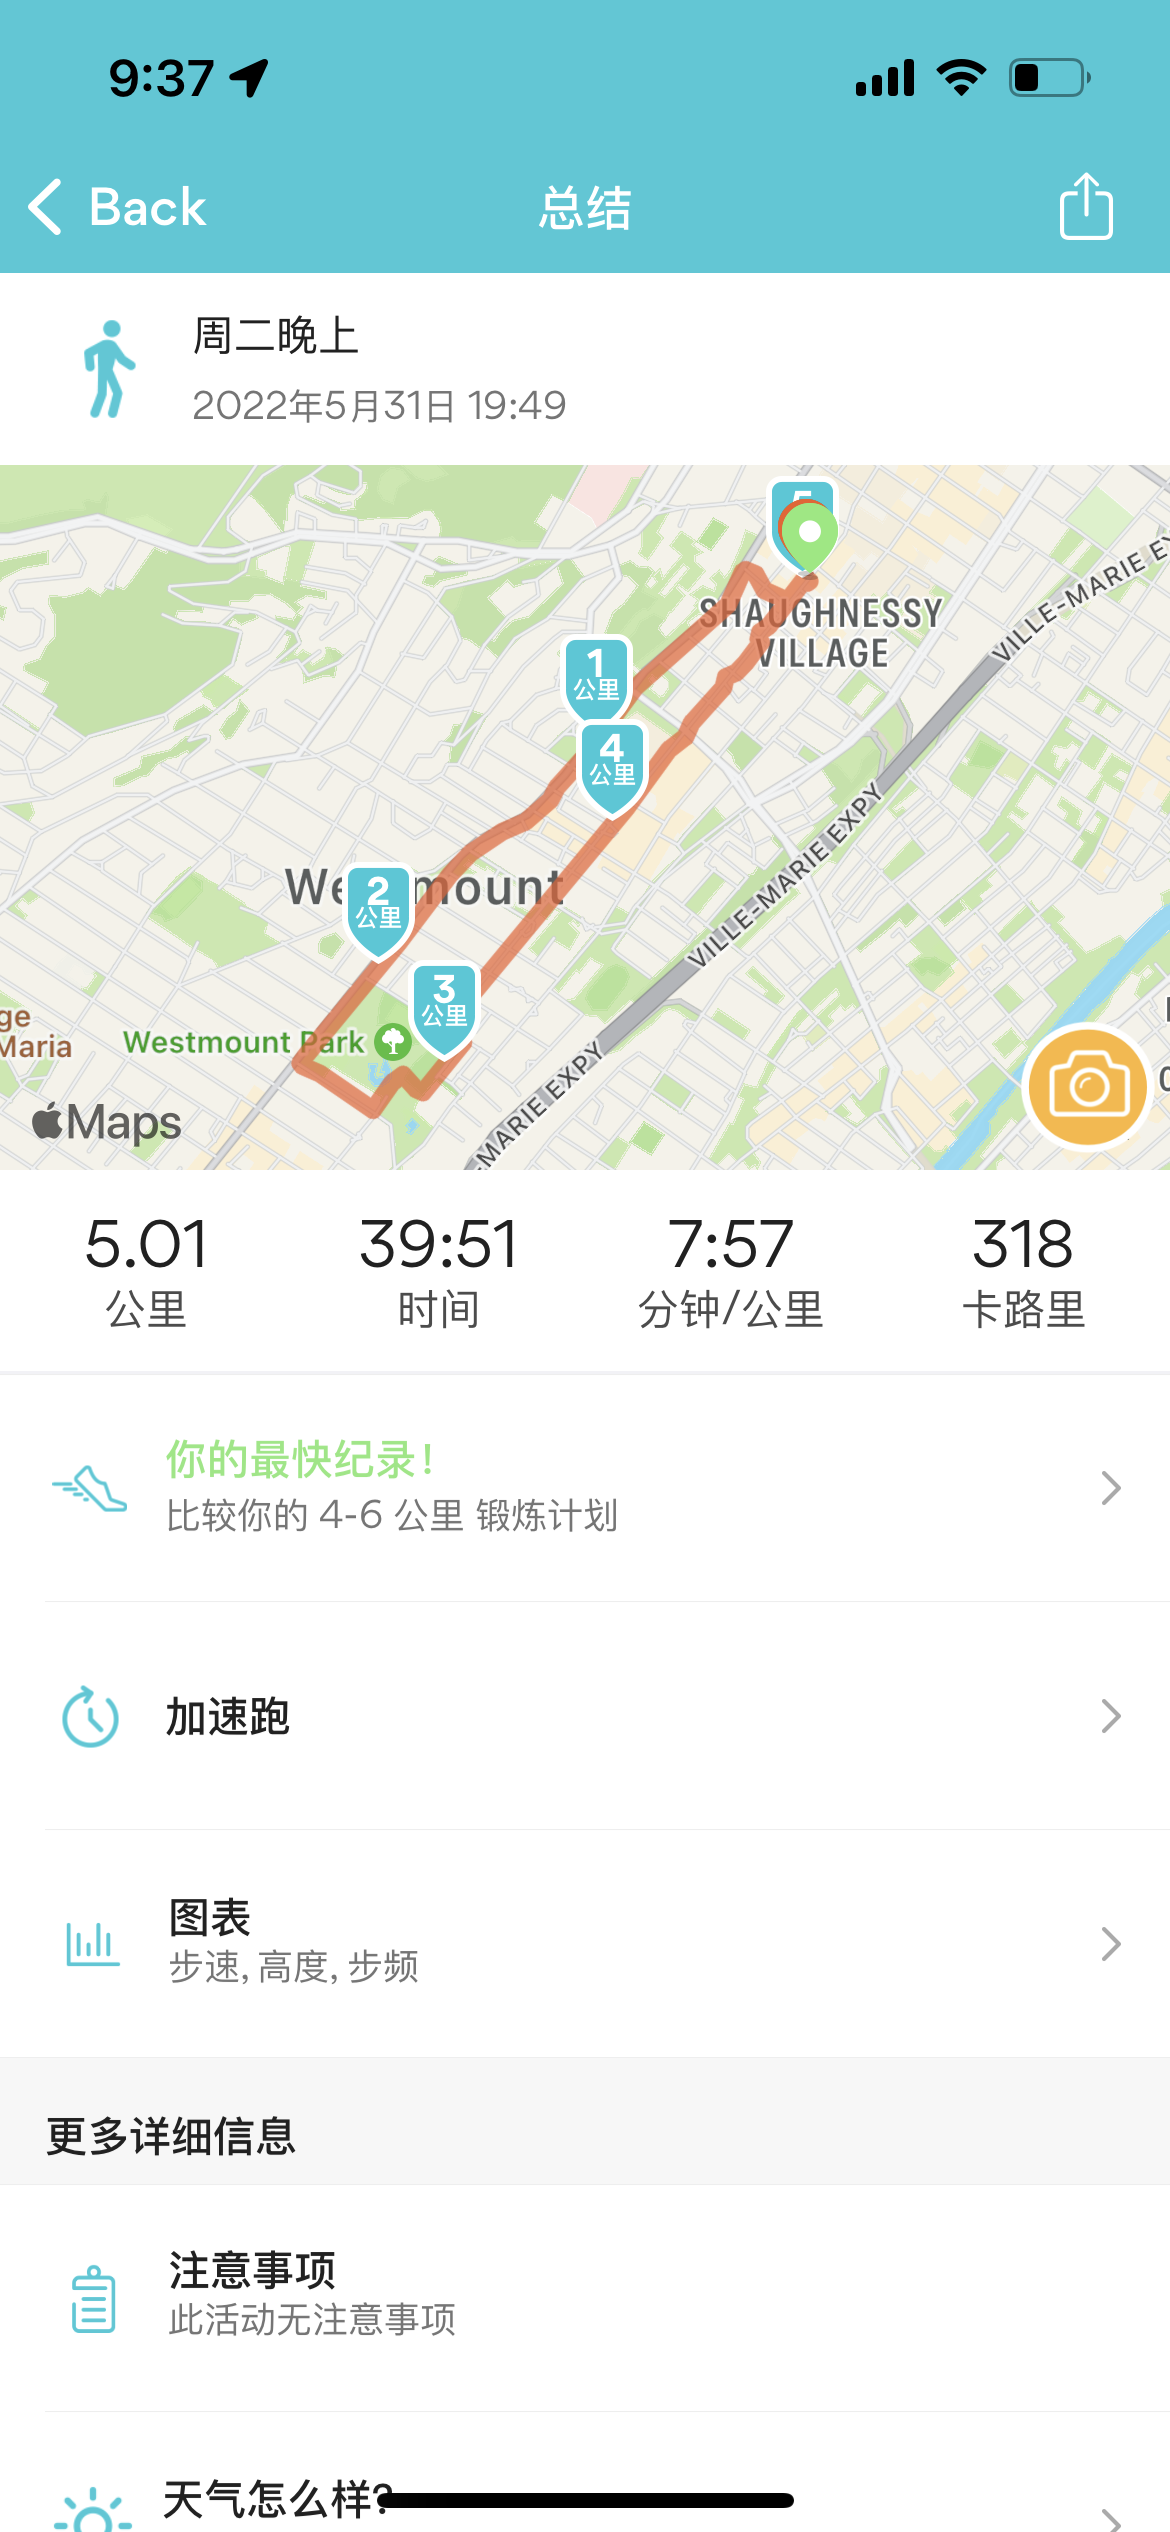 9:37
Back
总结
周二晚上
2022年5月31日 19:49
5
SHAUGHNESSY
VILLAGE
VILLE-MARIE EX
1
公里
4
公里
VILLE-MARIE EXPY
Westmount
2
公里
3
公里
Westmount Park
ge
Maria
-MARIE EXPY
Maps
5.01
公里
39:51
时间
7:57
分钟/公里
318
卡路里
你的最快纪录!
比较你的 4-6 公里 锻炼计划
加速跑
图表
步速, 高度, 步频
更多详细信息
注意事项
此活动无注意事项
天气怎么样?